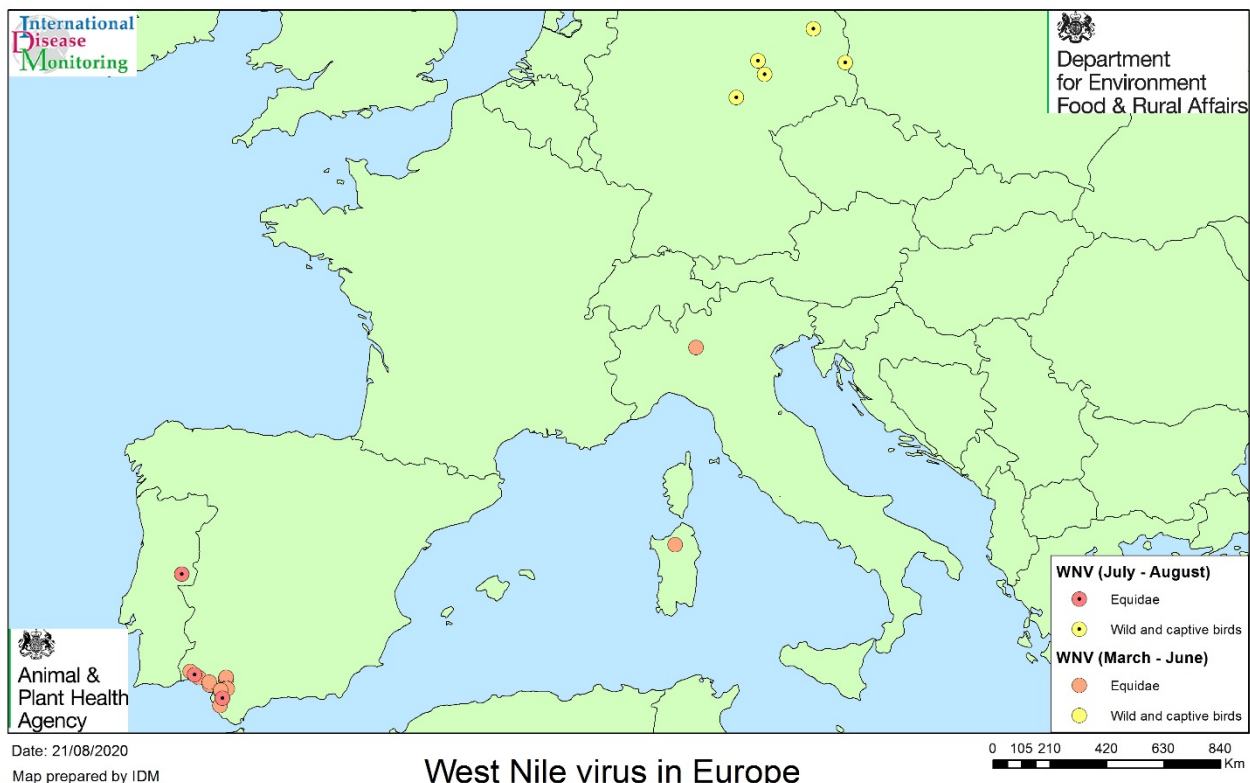 International
Disease
Monitoring
Department
for Environment
Food & Rural Affairs
WNV (July - August)
Equidae
Wild and captive birds
WNV (March - June)
Equidae
Wild and captive birds
Animal &
Plant Health
Agency
Date: 21/08/2020
Map prepared by IDM
West Nile virus in Europe
0 105 210 420 630 840
Km